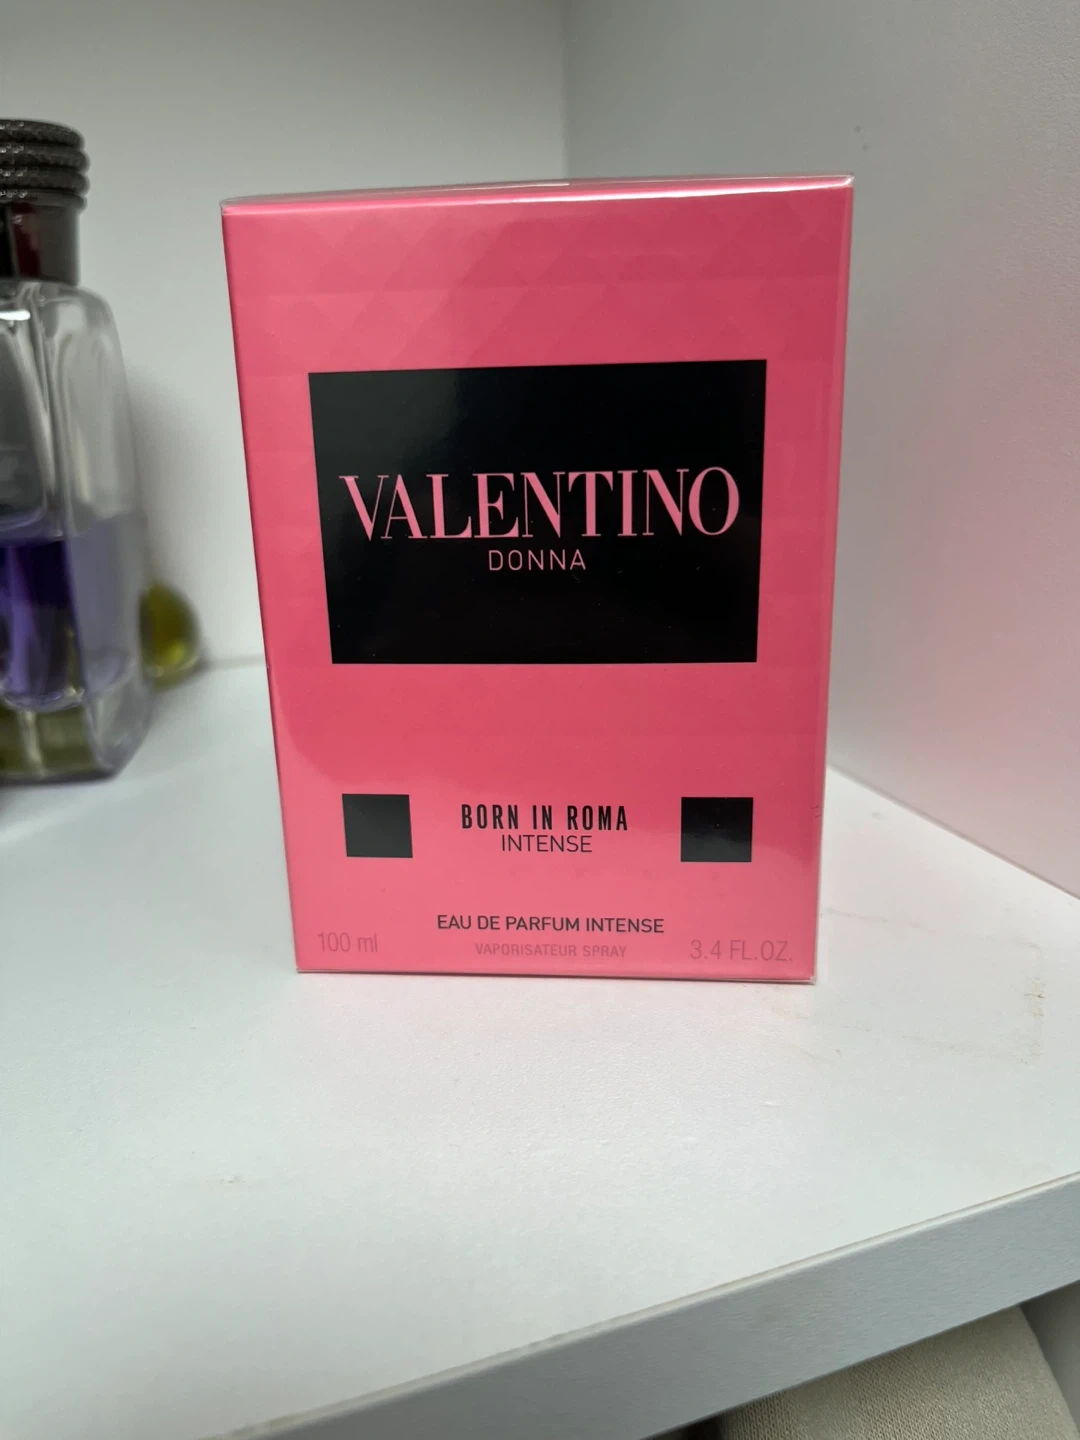 VALENTINO
DONNA
BORN IN ROMA
INTENSE
EAU DE PARFUM INTENSE
100 ml
VAPORISATEUR SPRAY
3.4 FL.OZ.